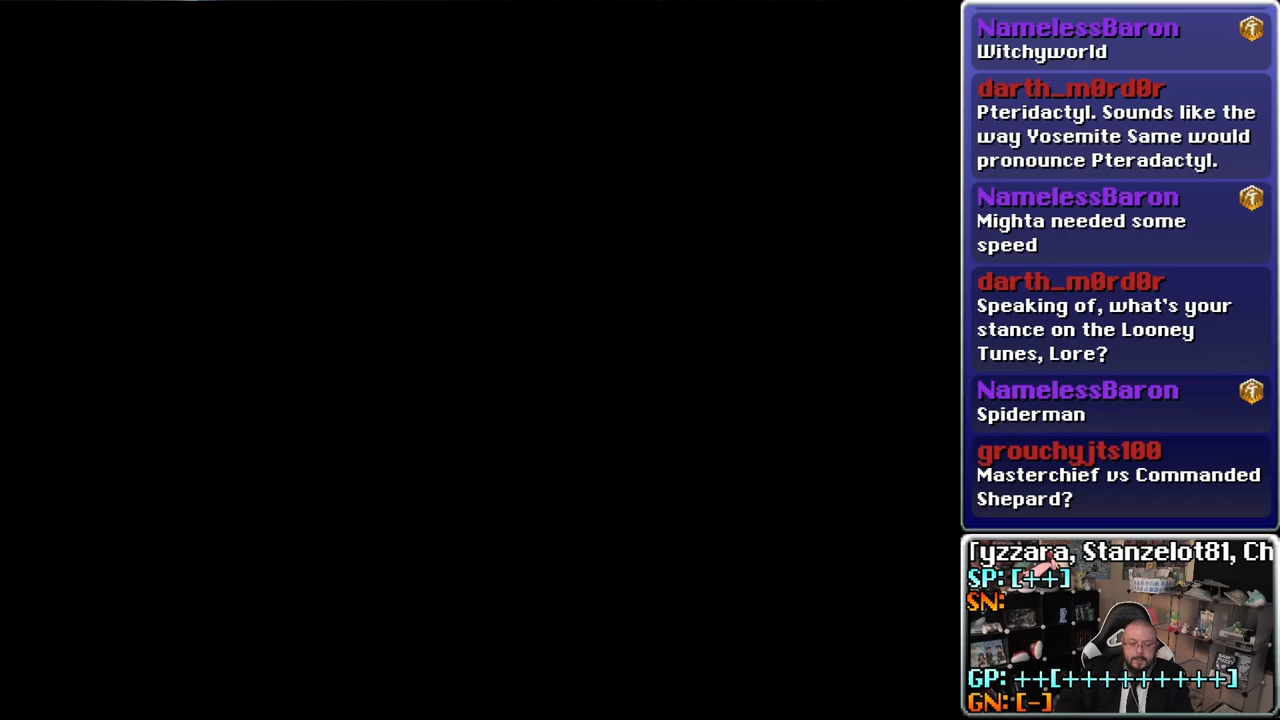 NamelessBaron
Witchyworld
darth_m0rd0r
Pteridactyl. Sounds like the
way Yosemite Same would
pronounce Pteradactyl.
NamelessBaron
Mighta needed some
speed
darth_m0rd0r
Speaking of, what's your
stance on the Looney
Tunes, Lore?
NamelessBaron
Spiderman
grouchyjts100
Masterchief vs Commanded
Shepard?
[yzzara, Stanzelot81, Ch
SP: [++]
SN:
GP: ++[+++++++++]
GN: [-]